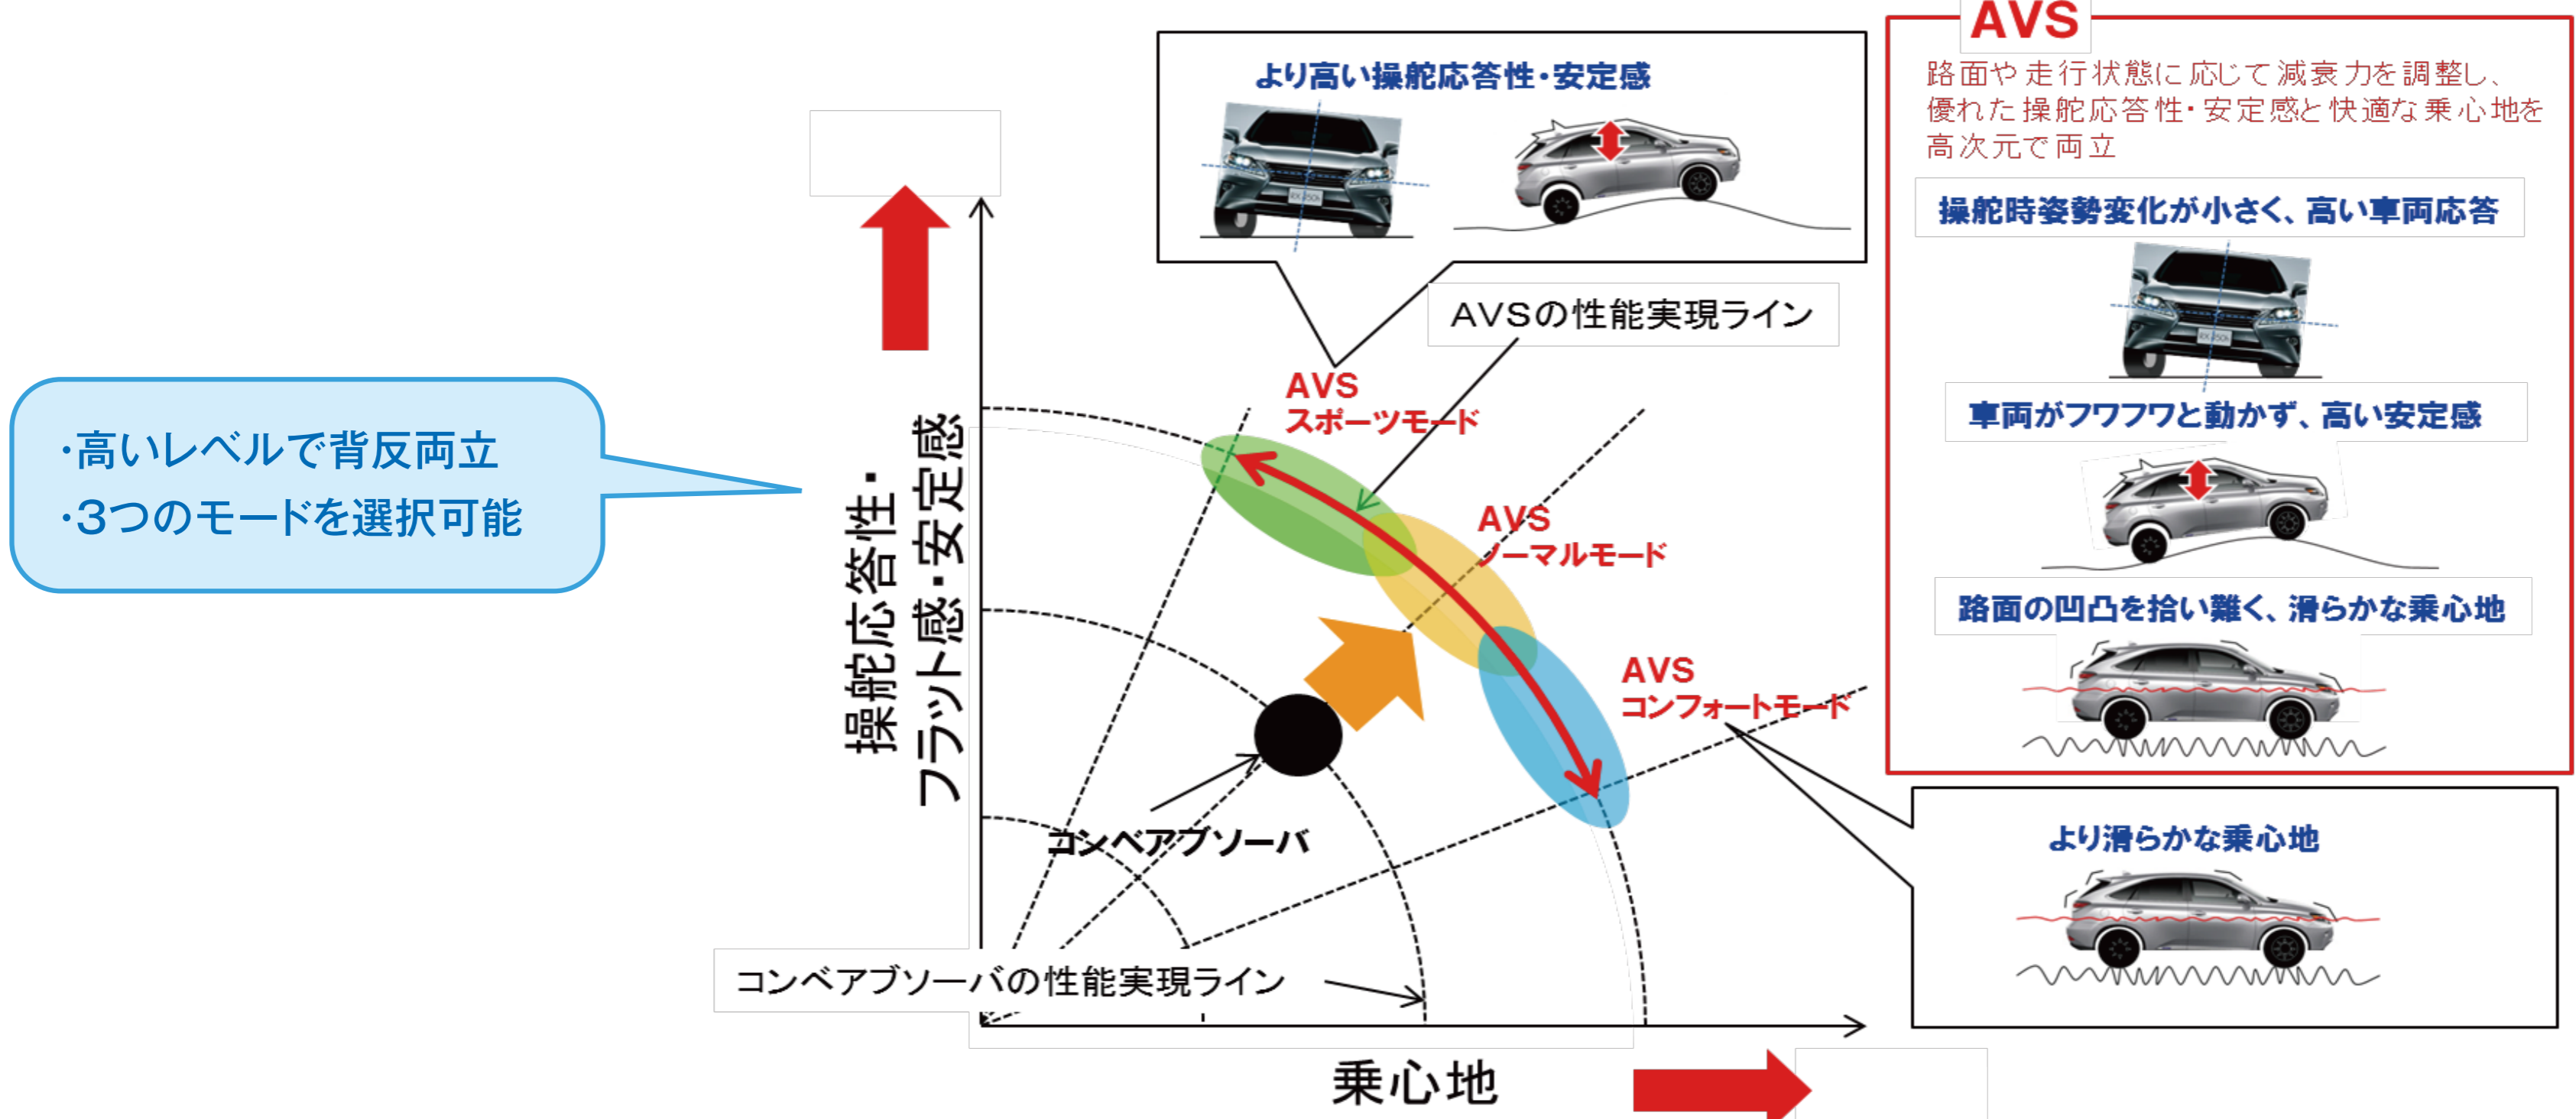 ・高いレベルで背反両立
・3つのモードを選択可能
操舵応答性・
フラット感・安定感
より高い操舵応答性・安定感
AVSの性能実現ライン
AVS
スポーツモード
AVS
ノーマルモード
AVS
コンフォートモード
コンベアブソーバ
コンベアブソーバの性能実現ライン
乗心地
AVS
路面や走行状態に応じて減衰力を調整し、
優れた操舵応答性・安定感と快適な乗心地を
高次元で両立
操舵時姿勢変化が小さく、高い車両応答
車両がフワフワと動かず、高い安定感
路面の凹凸を拾い難く、滑らかな乗心地
より滑らかな乗心地